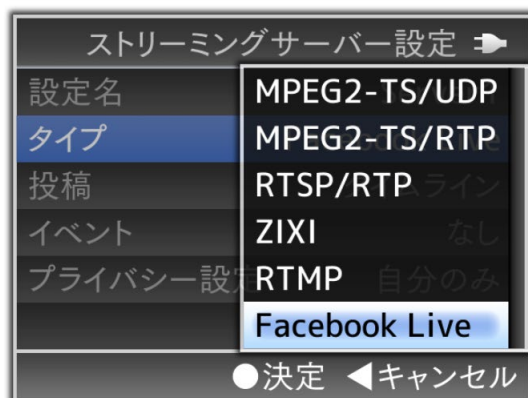 ストリーミングサーバー設定
設定名
MPEG2-TS/UDP
タイプ
MPEG2-TS/RTP
投稿
RTSP/RTP
イベント
ZIXI
なし
プライバシー設定
RTMP
自分のみ
Facebook Live
●決定 ◀キャンセル